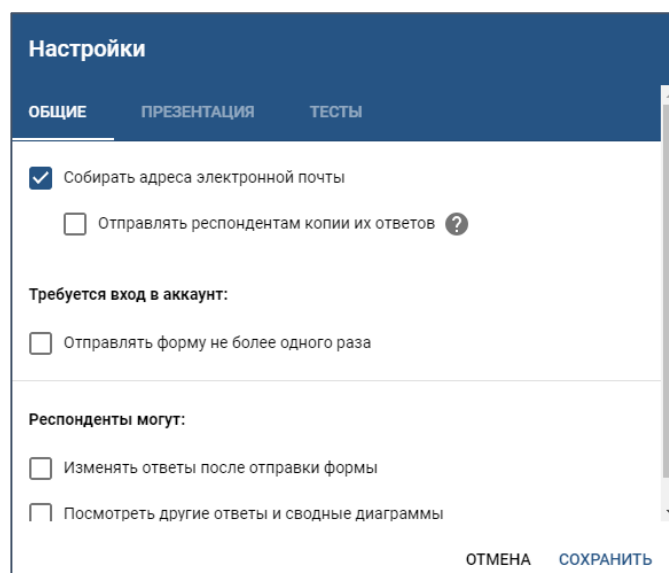 Настройки
ОБЩИЕ ПРЕЗЕНТАЦИЯ ТЕСТЫ
Собирать адреса электронной почты
Отправлять респондентам копии их ответов ?
Требуется вход в аккаунт:
Отправлять форму не более одного раза
Респонденты могут:
Изменять ответы после отправки формы
Посмотреть другие ответы и сводные диаграммы
ОТМЕНА СОХРАНИТЬ